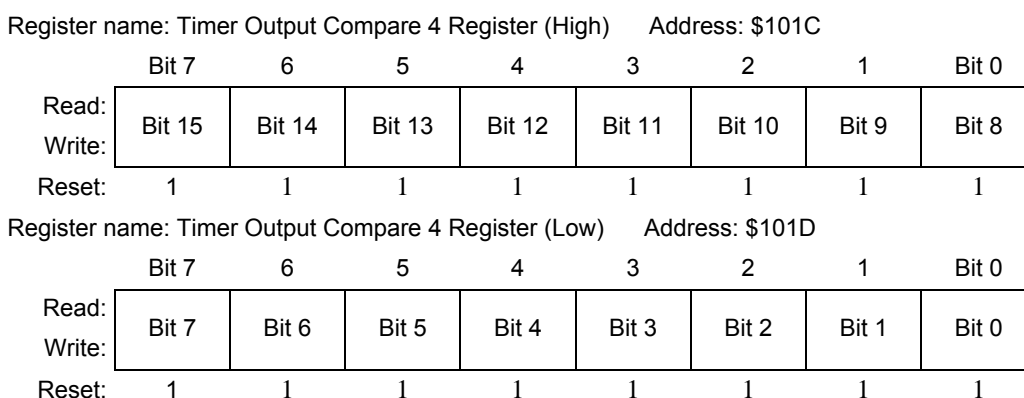 Register name: Timer Output Compare 4 Register (High) Address: $101C
Bit 7 6 5 4 3 2 1 Bit 0
Read:
Bit 15 Bit 14 Bit 13 Bit 12 Bit 11 Bit 10 Bit 9 Bit 8
Write:
Reset: 1 1 1 1 1 1 1 1
Register name: Timer Output Compare 4 Register (Low) Address: $101D
Bit 7 6 5 4 3 2 1 Bit 0
Read:
Bit 7 Bit 6 Bit 5 Bit 4 Bit 3 Bit 2 Bit 1 Bit 0
Write:
Reset: 1 1 1 1 1 1 1 1